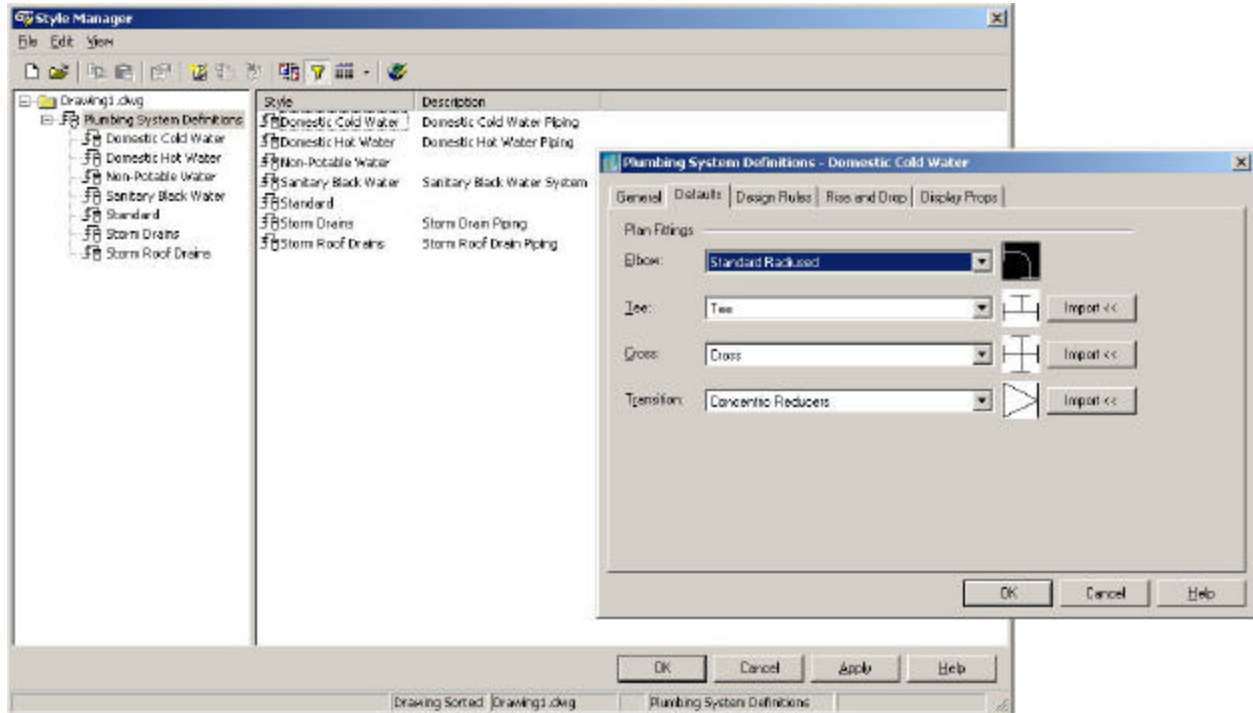 Style Manager
File Edit View
Drawing1.dwg
Plumbing System Definitions
Domestic Cold Water
Domestic Hot Water
Non-Potable Water
Sanitary Black Water
Standard
Storm Drains
Storm Roof Drains
Style Description
Domestic Cold Water Domestic Cold Water Piping
Domestic Hot Water Domestic Hot Water Piping
Non-Potable Water
Sanitary Black Water Sanitary Black Water System
Standard
Storm Drains Storm Drain Piping
Storm Roof Drains Storm Roof Drain Piping
Plumbing System Definitions - Domestic Cold Water
General Defaults Design Rules Rise and Drop Display Props
Plan Fittings
Elbow: Standard Radiused
Tee: Tee Import <<
Cross: Cross Import <<
Transition: Concentric Reducers Import <<
OK Cancel Help
OK Cancel Apply Help
Drawing Sorted Drawing1.dwg Plumbing System Definitions